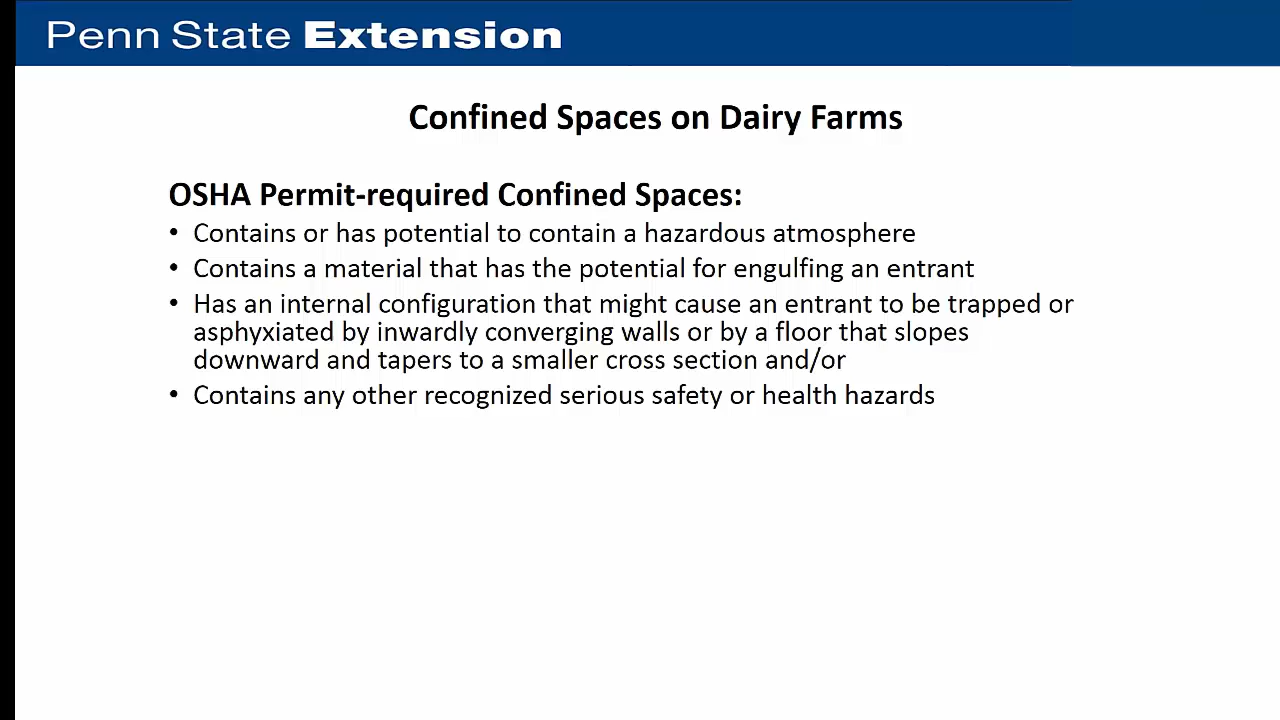 Penn State Extension
Confined Spaces on Dairy Farms
OSHA Permit-required Confined Spaces:
• Contains or has potential to contain a hazardous atmosphere
• Contains a material that has the potential for engulfing an entrant
• Has an internal configuration that might cause an entrant to be trapped or
asphyxiated by inwardly converging walls or by a floor that slopes
downward and tapers to a smaller cross section and/or
• Contains any other recognized serious safety or health hazards